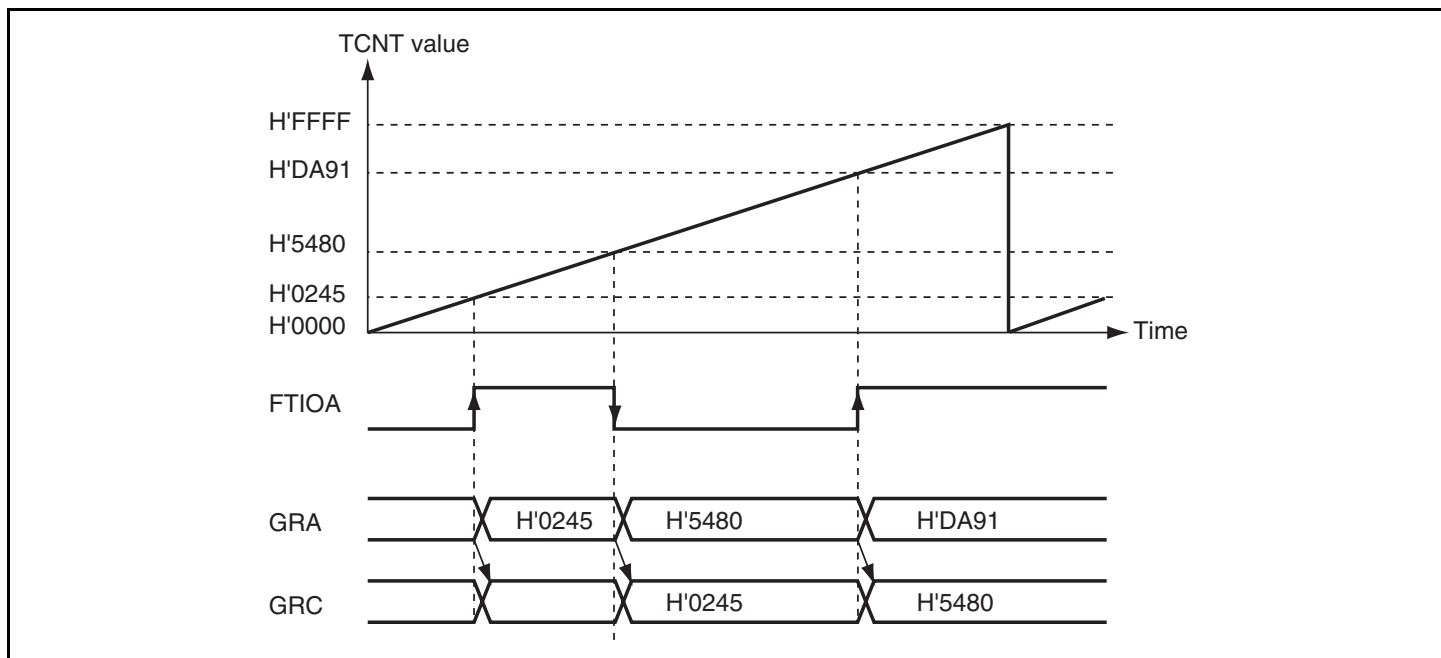 TCNT value
H'FFFF
H'DA91
H'5480
H'0245
H'0000
Time
FTIOA
GRA H'0245 H'5480 H'DA91
GRC H'0245 H'5480